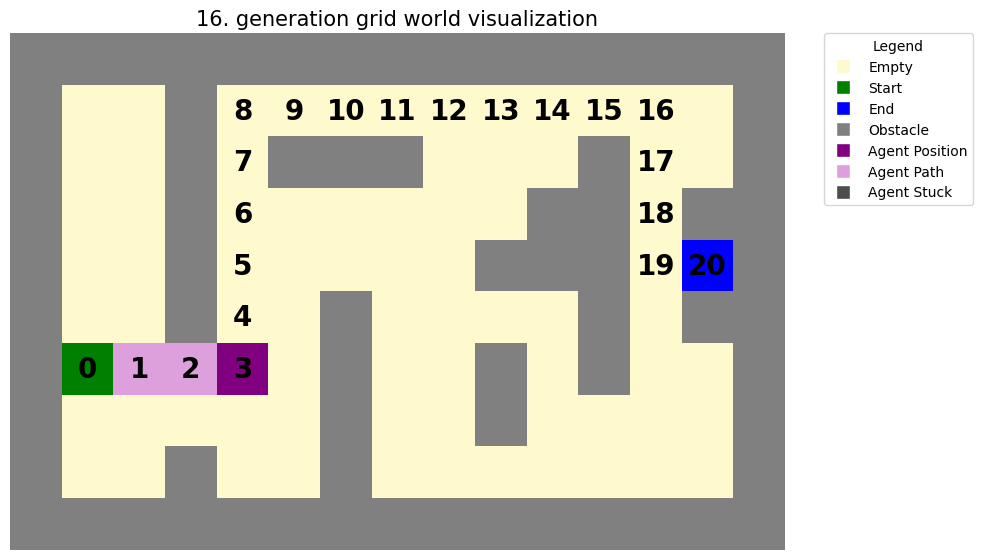 16. generation grid world visualization
Legend
Empty
Start
End
Obstacle
Agent Position
Agent Path
Agent Stuck
8 9 10 11 12 13 14 15 16
7 17
6 18
5 19 20
4
0 1 2 3